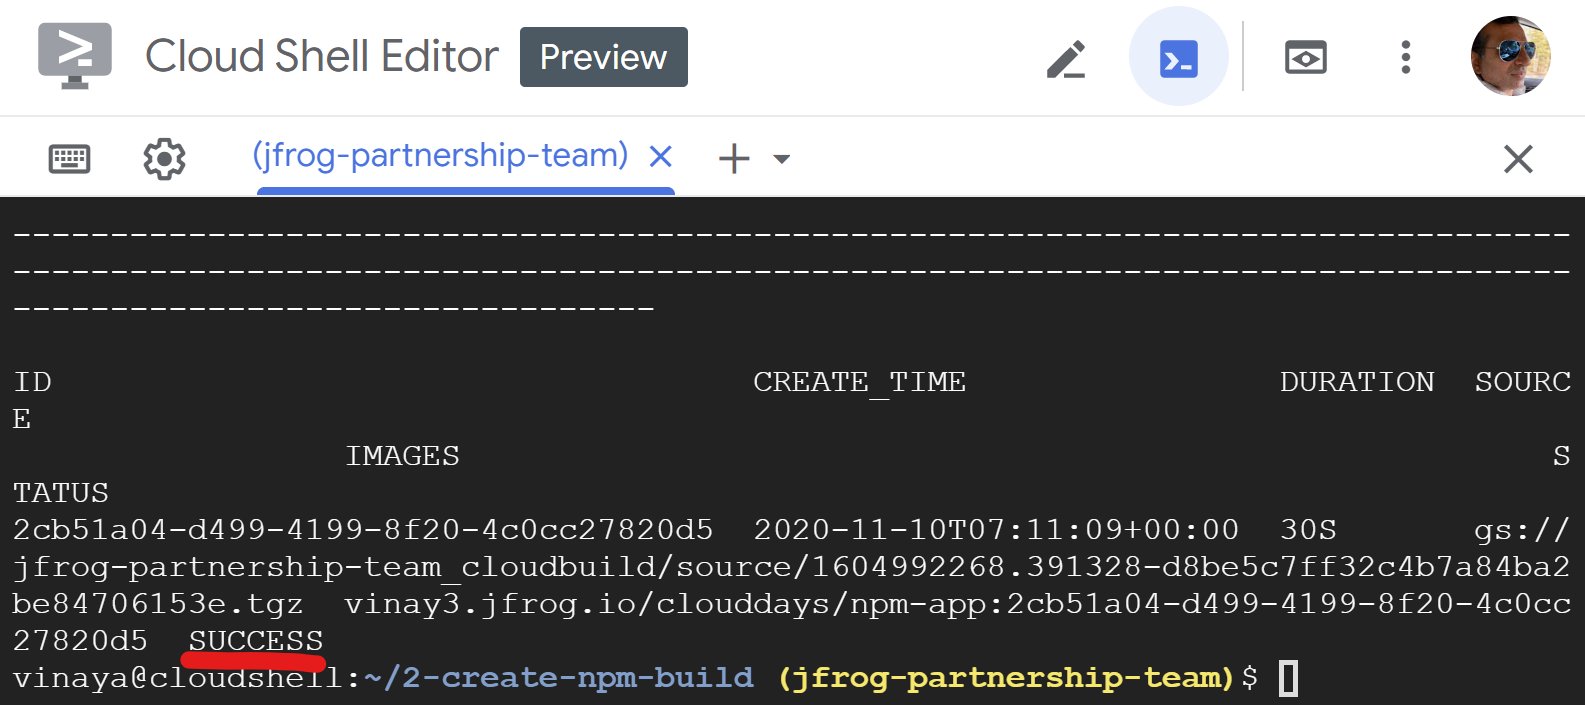 Cloud Shell Editor Preview
(jfrog-partnership-team)
--------------------------------------------------------------------------------
--------------------------------------------------------------------------------
---------------------------------
ID CREATE_TIME DURATION SOURC
E
IMAGES S
TATUS
2cb51a04-d499-4199-8f20-4c0cc27820d5 2020-11-10T07:11:09+00:00 30S gs://
jfrog-partnership-team_cloudbuild/source/1604992268.391328-d8be5c7ff32c4b7a84ba2
be84706153e.tgz vinay3.jfrog.io/clouddays/npm-app:2cb51a04-d499-4199-8f20-4c0cc
27820d5 SUCCESS
vinaya@cloudshell:~/2-create-npm-build (jfrog-partnership-team)$